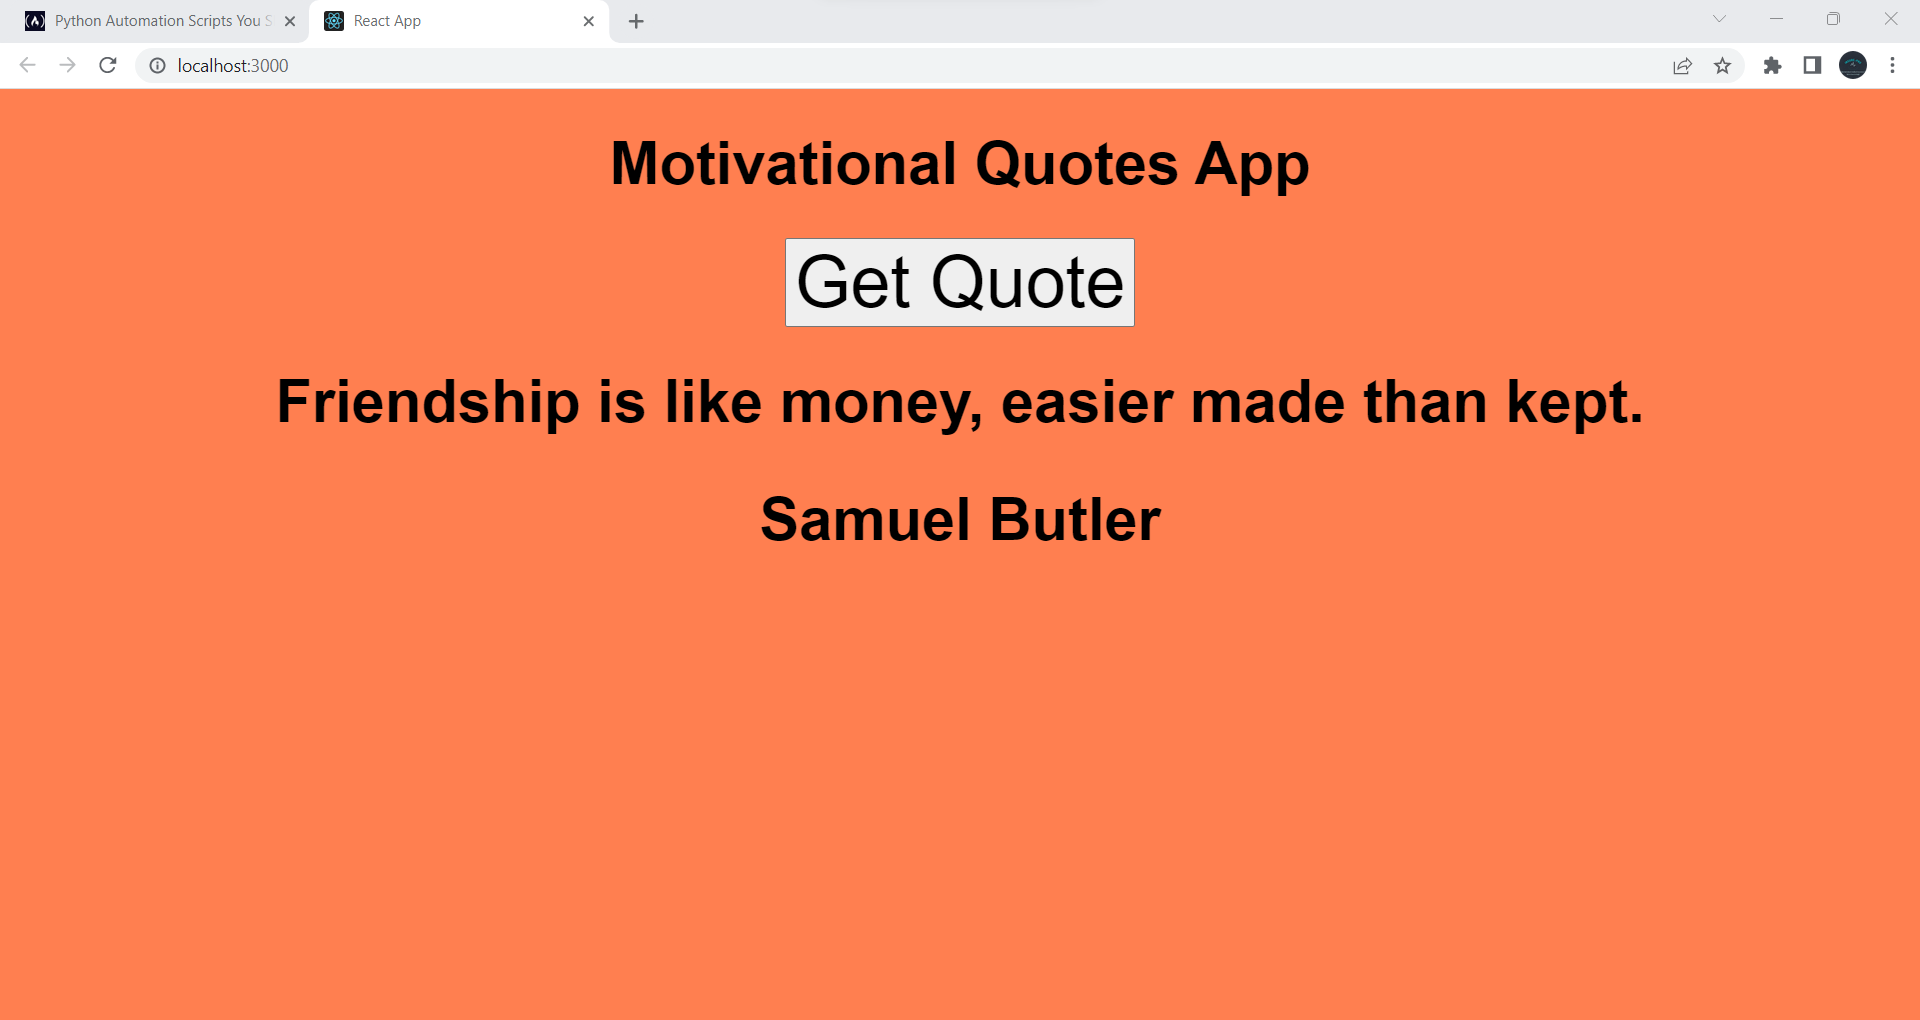 Python Automation Scripts You S
React App
localhost:3000
Motivational Quotes App
Get Quote
Friendship is like money, easier made than kept.
Samuel Butler